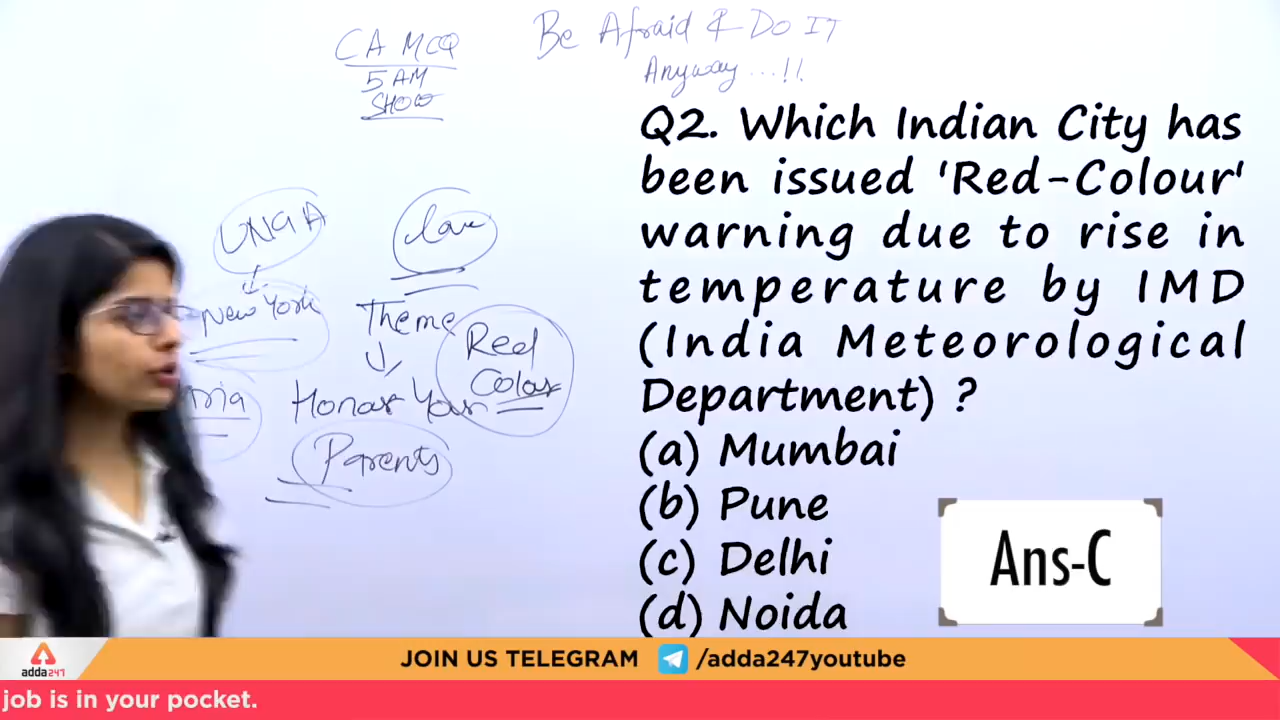 CA MCQ
5 AM
SHOW
Be Afraid & Do IT
Anyway...!!
Q2. Which Indian City has
been issued 'Red-Colour'
warning due to rise in
temperature by IMD
(India Meteorological
Department) ?
(a) Mumbai
(b) Pune
(c) Delhi
(d) Noida
Ans-C
UNGA
New York
Theme
Red
Colour
Honor Your
Parents
adda247
JOIN US TELEGRAM /adda247youtube
job is in your pocket.